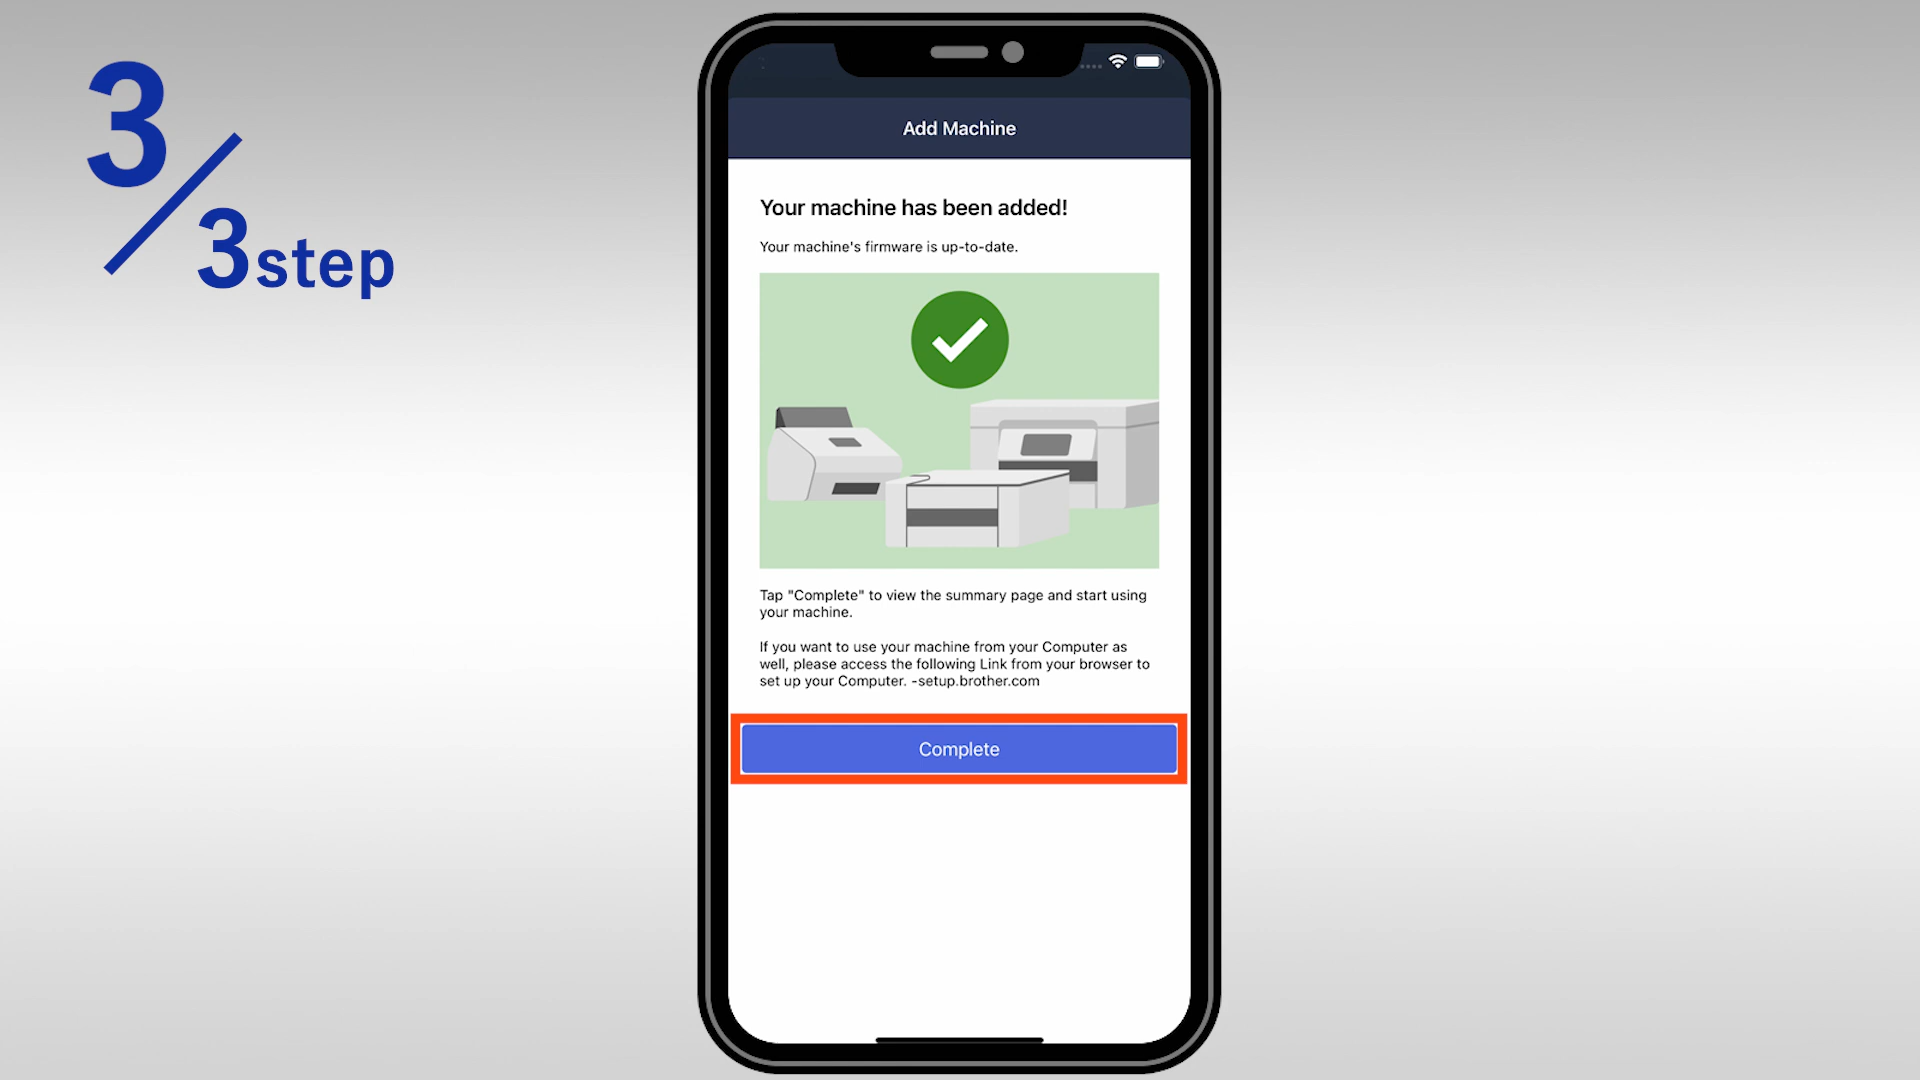 3/3step
Add Machine
Your machine has been added!
Your machine's firmware is up-to-date.
Tap "Complete" to view the summary page and start using
your machine.
If you want to use your machine from your Computer as
well, please access the following Link from your browser to
set up your Computer. -setup.brother.com
Complete